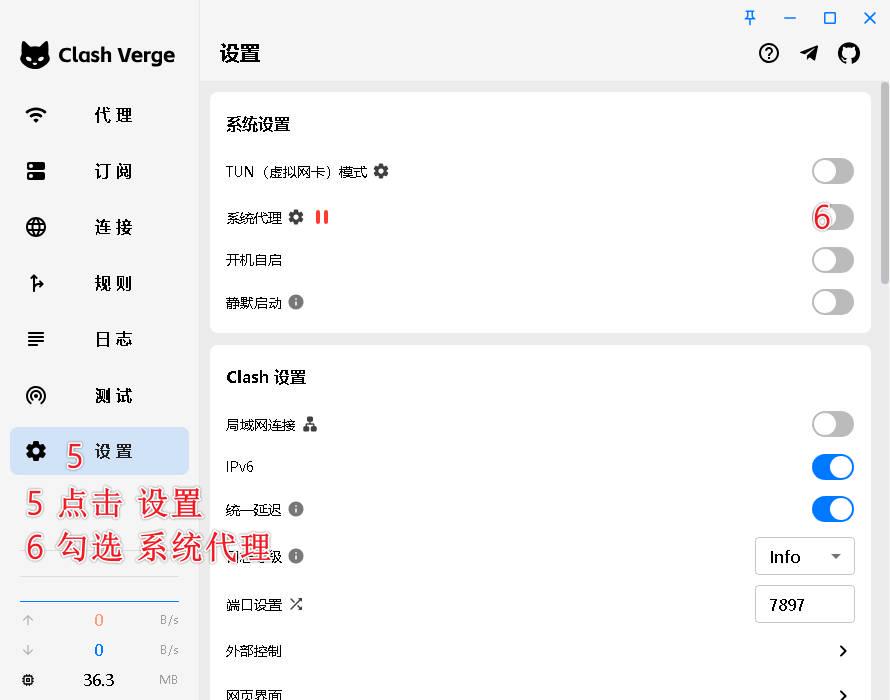 Clash Verge
设置
代理
订阅
连接
规则
日志
测试
5 设置
5 点击 设置
6 勾选 系统代理
0 B/s
0 B/s
36.3 MB
系统设置
TUN（虚拟网卡）模式
系统代理 6
开机自启
静默启动
Clash 设置
局域网连接
IPv6
统一延迟
Info
端口设置 7897
外部控制
网页界面